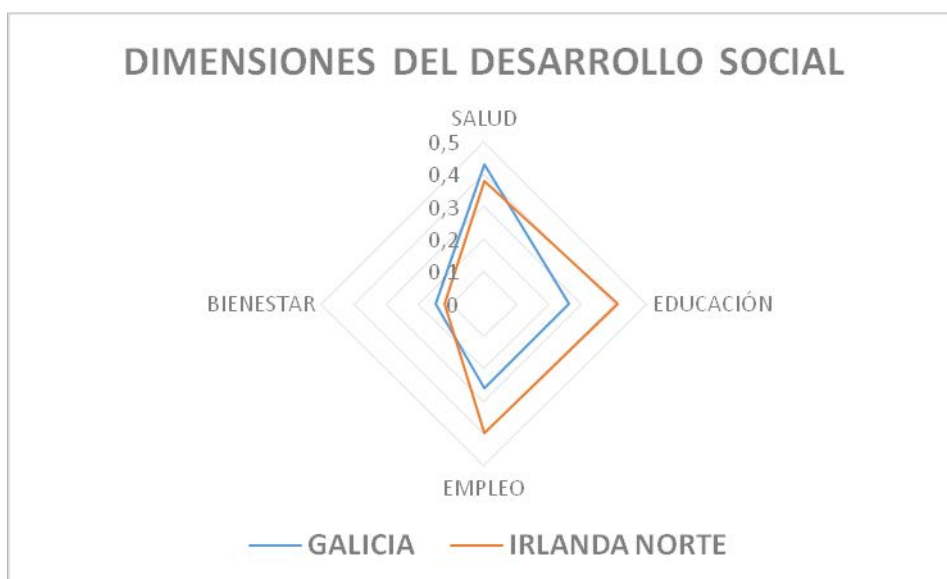 DIMENSIONES DEL DESARROLLO SOCIAL
SALUD
0,5
0,4
0,3
0,2
0,1
0
BIENESTAR
EDUCACIÓN
EMPLEO
GALICIA
IRLANDA NORTE